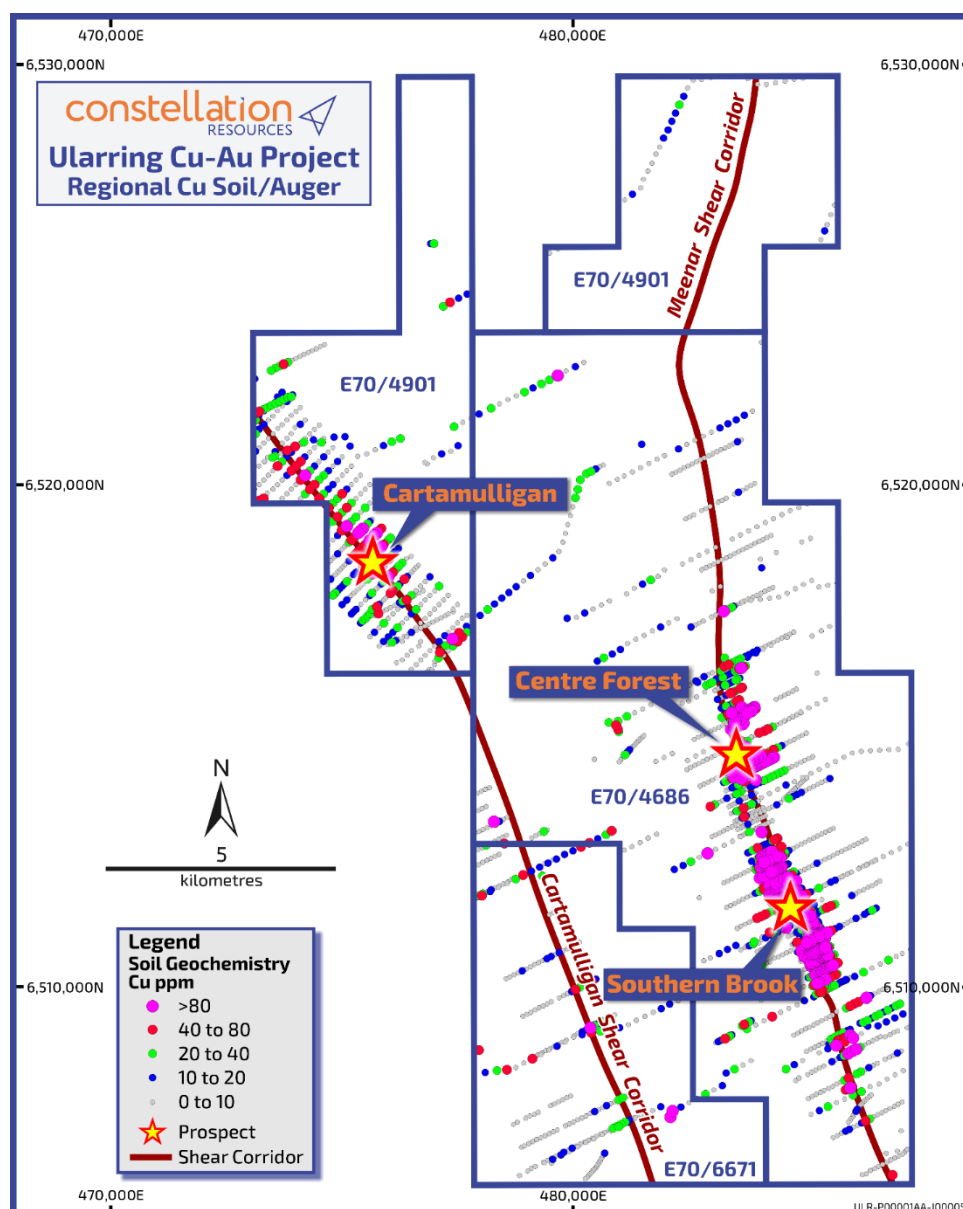 470,000E
480,000E
6,530,000N
6,530,000N
constellation
RESOURCES
Ularring Cu-Au Project
Regional Cu Soil/Auger
Meenar Shear Corridor
E70/4901
E70/4901
6,520,000N
6,520,000N
Cartamulligan
Centre Forest
E70/4686
N
5
kilometres
Cartamulligan Shear Corridor
Southern Brook
6,510,000N
6,510,000N
Legend
Soil Geochemistry
Cu ppm
>80
40 to 80
20 to 40
10 to 20
0 to 10
Prospect
Shear Corridor
E70/6671
470,000E
480,000E